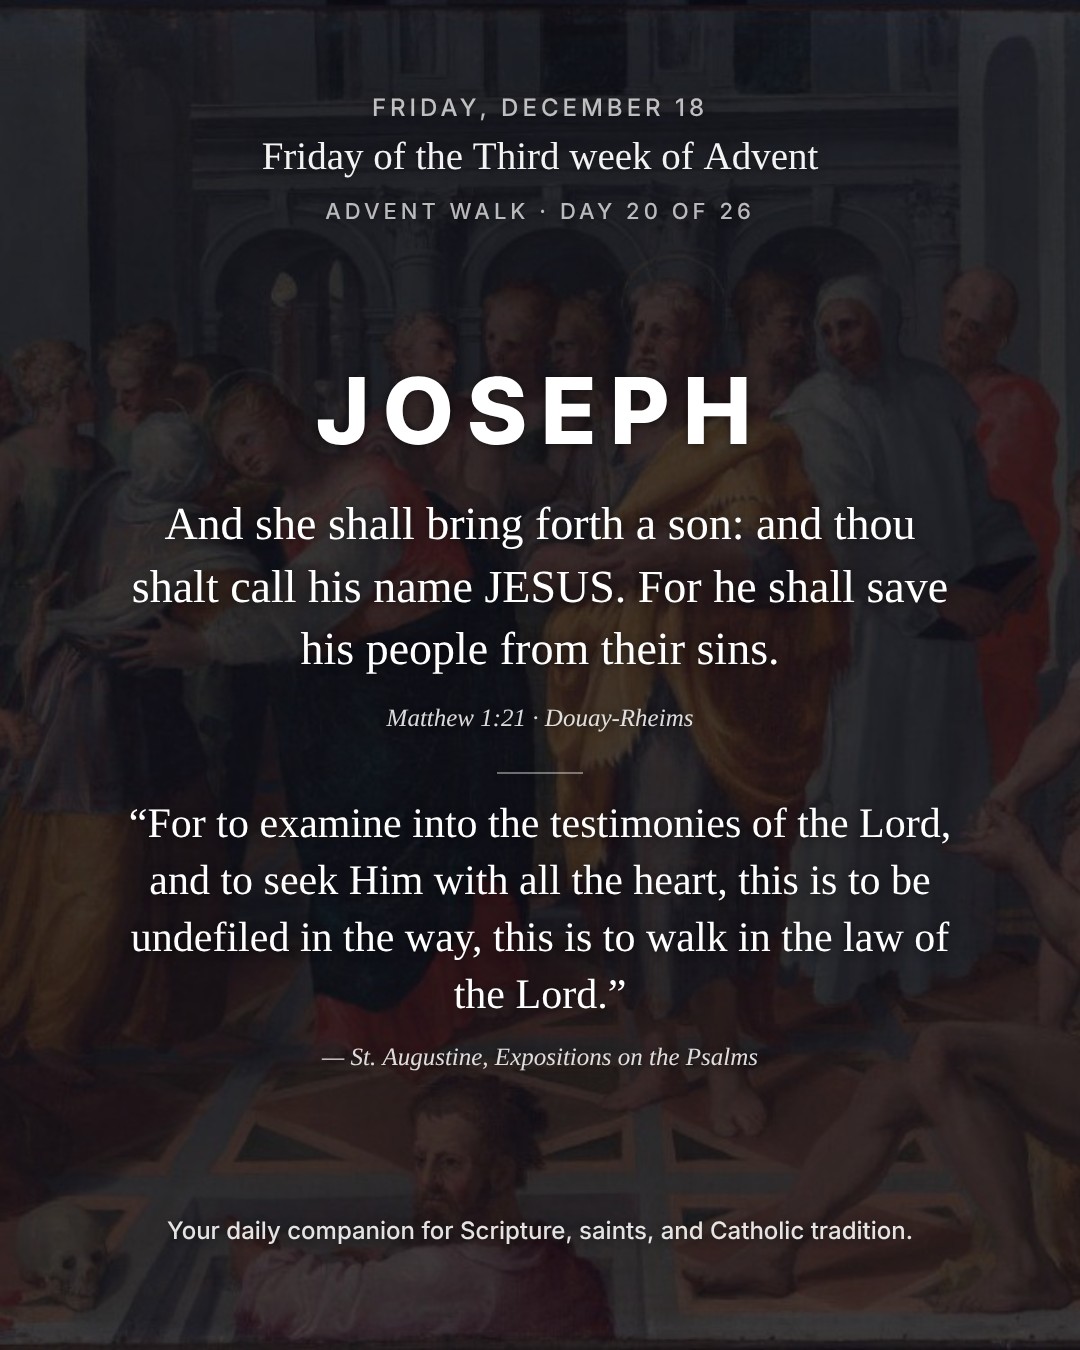 FRIDAY, DECEMBER 18
Friday of the Third week of Advent
ADVENT WALK · DAY 20 OF 26
JOSEPH
And she shall bring forth a son: and thou
shalt call his name JESUS. For he shall save
his people from their sins.
Matthew 1:21 · Douay-Rheims
“For to examine into the testimonies of the Lord,
and to seek Him with all the heart, this is to be
undefiled in the way, this is to walk in the law of
the Lord.”
— St. Augustine, Expositions on the Psalms
Your daily companion for Scripture, saints, and Catholic tradition.